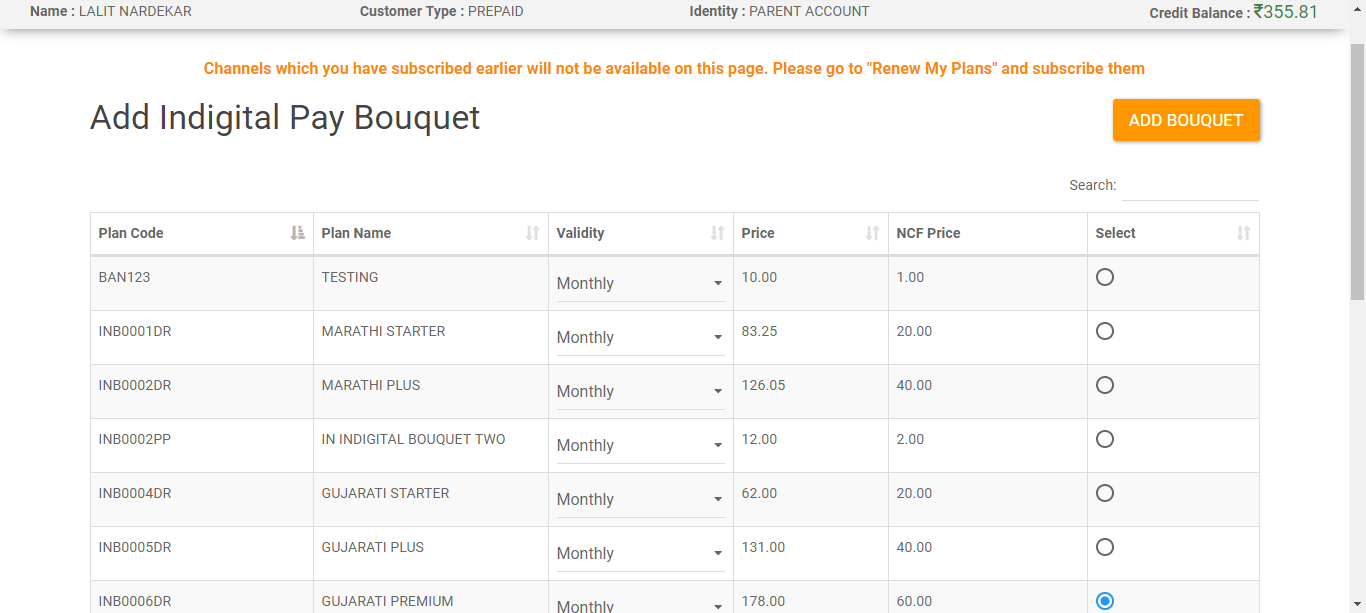 Name : LALIT NARDEKAR Customer Type : PREPAID Identity : PARENT ACCOUNT Credit Balance : ₹355.81
Channels which you have subscribed earlier will not be available on this page. Please go to "Renew My Plans" and subscribe them
Add Indigital Pay Bouquet ADD BOUQUET
Search:
Plan Code Plan Name Validity Price NCF Price Select
BAN123 TESTING Monthly 10.00 1.00
INB0001DR MARATHI STARTER Monthly 83.25 20.00
INB0002DR MARATHI PLUS Monthly 126.05 40.00
INB0002PP IN INDIGITAL BOUQUET TWO Monthly 12.00 2.00
INB0004DR GUJARATI STARTER Monthly 62.00 20.00
INB0005DR GUJARATI PLUS Monthly 131.00 40.00
INB0006DR GUJARATI PREMIUM Monthly 178.00 60.00